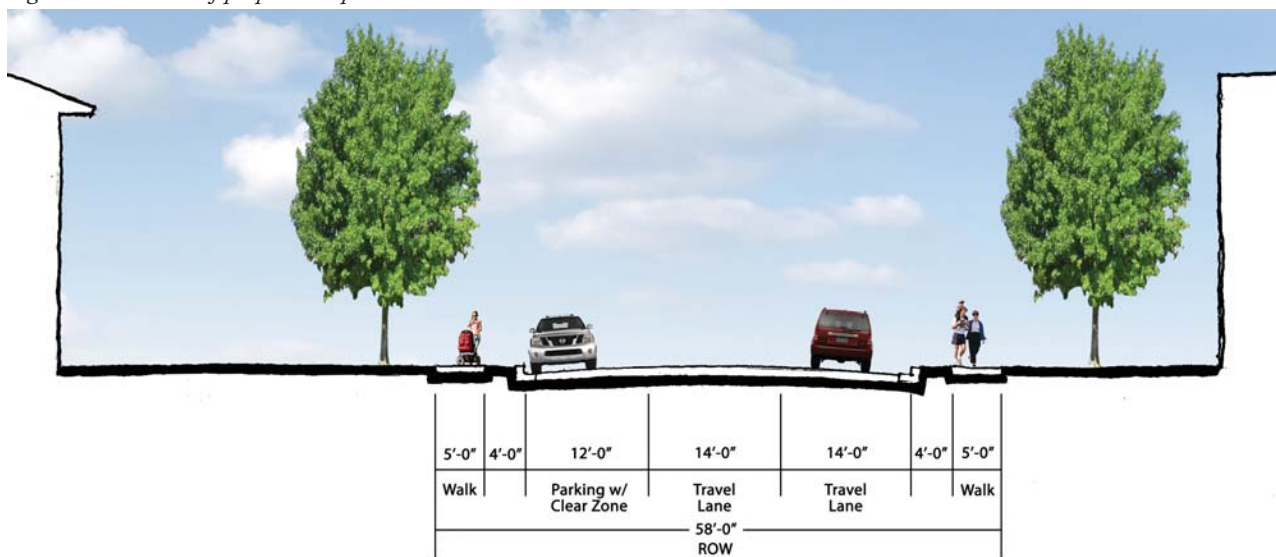 5'-0" 4'-0" 12'-0" 14'-0" 14'-0" 4'-0" 5'-0"
Walk Parking w/ Clear Zone Travel Lane Travel Lane Walk
58'-0"
ROW